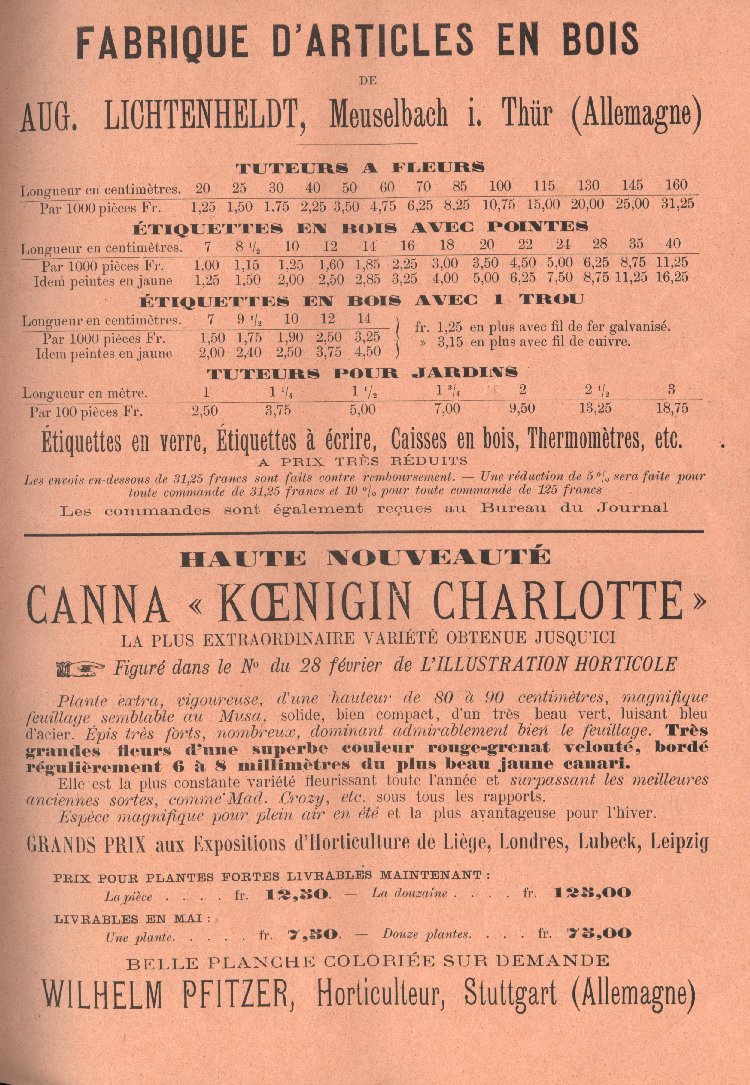 FABRIQUE D'ARTICLES EN BOIS
DE
AUG. LICHTENHELDT, Meuselbach i. Thür (Allemagne)
TUTEURS A FLEURS
Longueur en centimètres. 20 25 30 40 50 60 70 85 100 115 130 145 160
Par 1000 pièces Fr. 1,25 1,50 1.75 2,25 3,50 4,75 6,25 8,25 10,75 15,00 20,00 25,00 31,25
ÉTIQUETTES EN BOIS AVEC POINTES
Longueur en centimètres. 7 8 1/2 10 12 14 16 18 20 22 24 28 35 40
Par 1000 pièces Fr. 1.00 1,15 1,25 1,60 1,85 2,25 3,00 3,50 4,50 5,00 6,25 8,75 11,25
Idem peintes en jaune 1,25 1,50 2,00 2,50 2,85 3,25 4,00 5,00 6,25 7,50 8,75 11,25 16,25
ÉTIQUETTES EN BOIS AVEC 1 TROU
Longueur en centimètres. 7 9 1/2 10 12 14
Par 1000 pièces Fr. 1,50 1,75 1,90 2,50 3,25
Idem peintes en jaune 2,00 2,40 2,50 3,75 4,50
fr. 1,25 en plus avec fil de fer galvanisé.
» 3,15 en plus avec fil de cuivre.
TUTEURS POUR JARDINS
Longueur en mètre. 1 1 1/4 1 1/2 1 3/4 2 2 1/2 3
Par 100 pièces Fr. 2,50 3,75 5,00 7,00 9,50 13,25 18,75
Étiquettes en verre, Étiquettes à écrire, Caisses en bois, Thermomètres, etc.
A PRIX TRÈS RÉDUITS
Les envois en-dessous de 31,25 francs sont faits contre remboursement. — Une réduction de 5 % sera faite pour
toute commande de 31,25 francs et 10 % pour toute commande de 125 francs
Les commandes sont également reçues au Bureau du Journal
HAUTE NOUVEAUTÉ
CANNA « KŒNIGIN CHARLOTTE »
LA PLUS EXTRAORDINAIRE VARIÉTÉ OBTENUE JUSQU'ICI
Figuré dans le No du 28 février de L'ILLUSTRATION HORTICOLE
Plante extra, vigoureuse, d'une hauteur de 80 à 90 centimètres, magnifique
feuillage semblable au Musa, solide, bien compact, d'un très beau vert, luisant bleu
d'acier. Épis très forts, nombreux, dominant admirablement bien le feuillage. Très
grandes fleurs d'une superbe couleur rouge-grenat velouté, bordé
régulièrement 6 à 8 millimètres du plus beau jaune canari.
Elle est la plus constante variété fleurissant toute l'année et surpassant les meilleures
anciennes sortes, comme Mad. Crozy, etc. sous tous les rapports.
Espèce magnifique pour plein air en été et la plus avantageuse pour l'hiver.
GRANDS PRIX aux Expositions d'Horticulture de Liège, Londres, Lubeck, Leipzig
PRIX POUR PLANTES FORTES LIVRABLES MAINTENANT :
La pièce . . . . fr. 12,50. — La douzaine . . . . fr. 125,00
LIVRABLES EN MAI :
Une plante. . . . . fr. 7,50. — Douze plantes. . . . fr. 75,00
BELLE PLANCHE COLORIÉE SUR DEMANDE
WILHELM PFITZER, Horticulteur, Stuttgart (Allemagne)